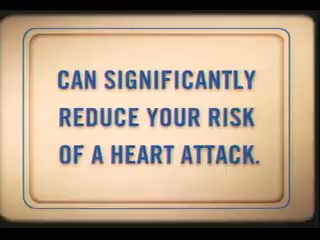 CAN SIGNIFICANTLY
REDUCE YOUR RISK
OF A HEART ATTACK.